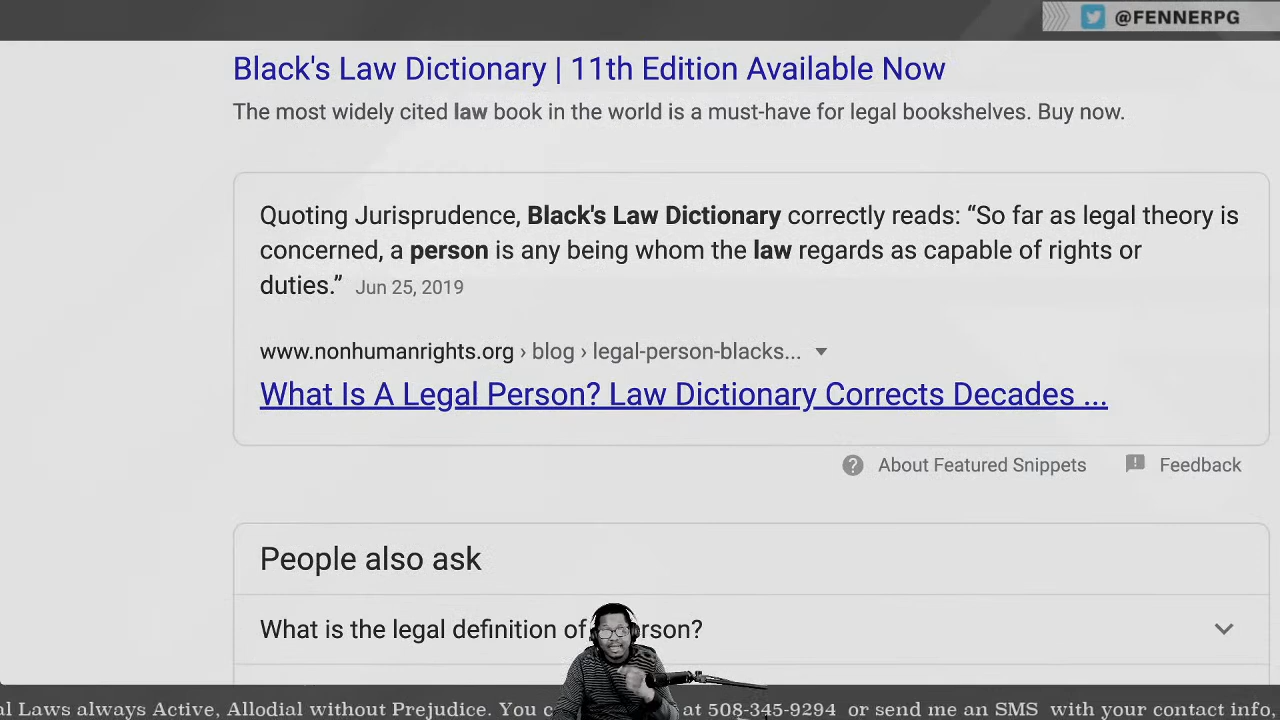 @FENNERPG
Black's Law Dictionary | 11th Edition Available Now
The most widely cited law book in the world is a must-have for legal bookshelves. Buy now.
Quoting Jurisprudence, Black's Law Dictionary correctly reads: “So far as legal theory is
concerned, a person is any being whom the law regards as capable of rights or
duties.” Jun 25, 2019
www.nonhumanrights.org › blog › legal-person-blacks...
What Is A Legal Person? Law Dictionary Corrects Decades ...
About Featured Snippets Feedback
People also ask
What is the legal definition of
Laws always Active, Allodial without Prejudice. You at 508-345-9294 or send me an SMS with your contact info,